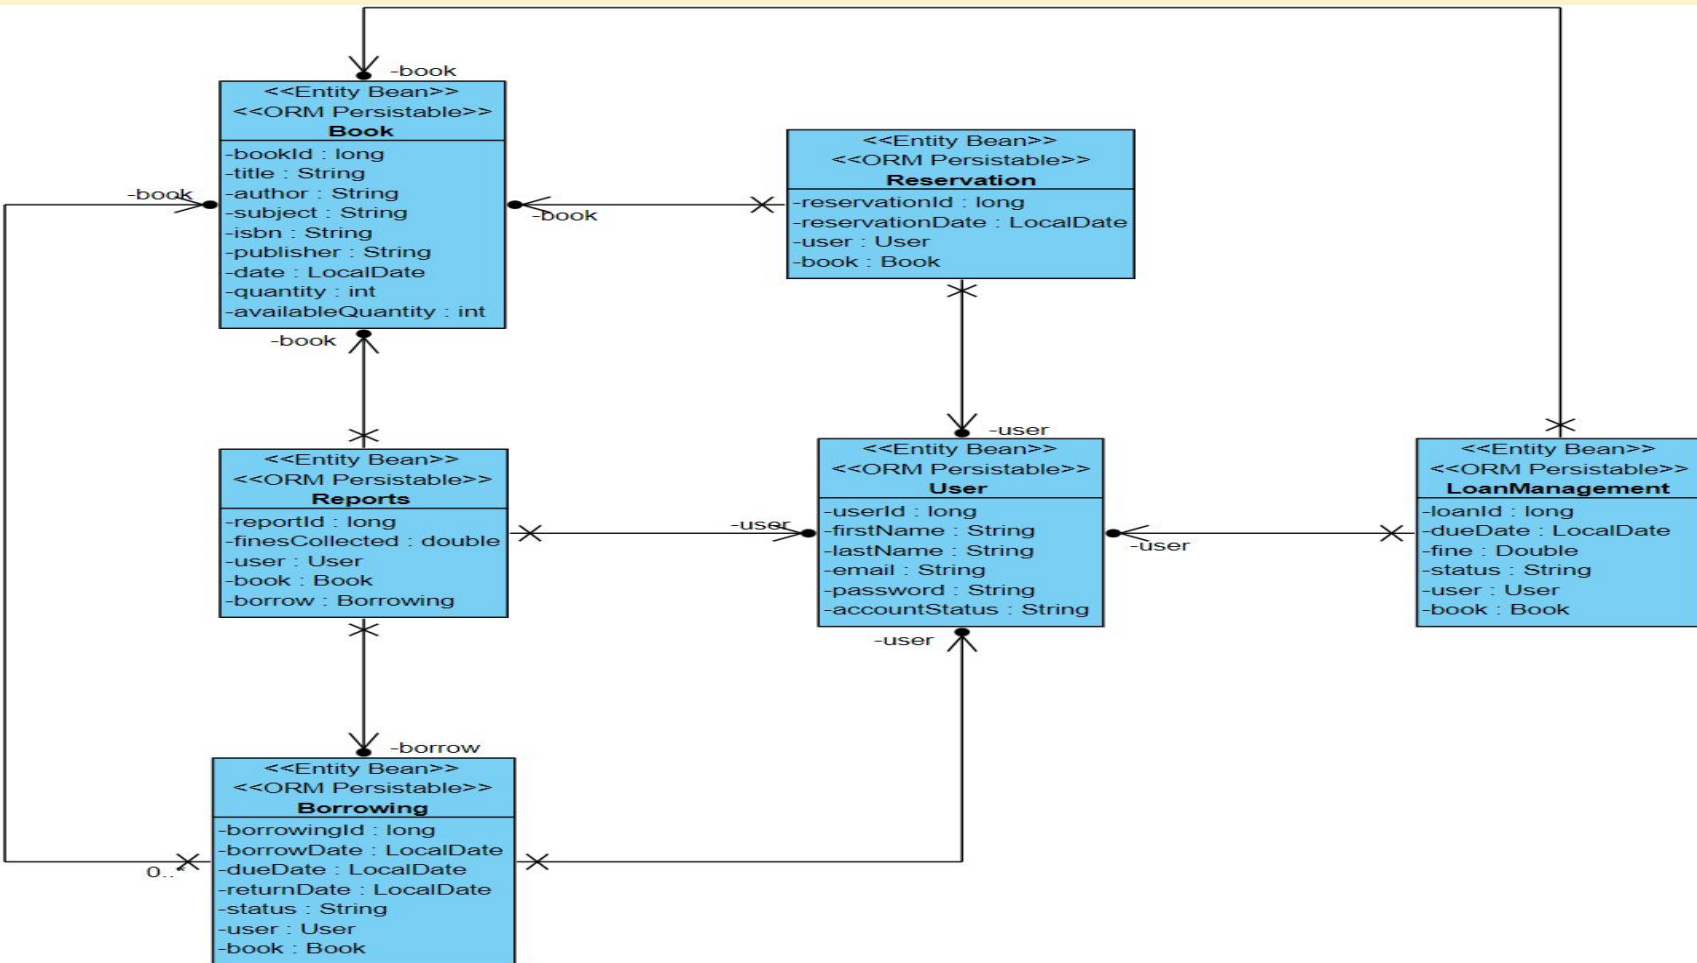 -book
<<Entity Bean>>
<<ORM Persistable>>
Book
-bookId : long
-title : String
-author : String
-subject : String
-isbn : String
-publisher : String
-date : LocalDate
-quantity : int
-availableQuantity : int
-book
-book
-book
<<Entity Bean>>
<<ORM Persistable>>
Reservation
-reservationId : long
-reservationDate : LocalDate
-user : User
-book : Book
-user
<<Entity Bean>>
<<ORM Persistable>>
Reports
-reportId : long
-finesCollected : double
-user : User
-book : Book
-borrow : Borrowing
-user
<<Entity Bean>>
<<ORM Persistable>>
User
-userId : long
-firstName : String
-lastName : String
-email : String
-password : String
-accountStatus : String
-user
-user
<<Entity Bean>>
<<ORM Persistable>>
LoanManagement
-loanId : long
-dueDate : LocalDate
-fine : Double
-status : String
-user : User
-book : Book
-borrow
<<Entity Bean>>
<<ORM Persistable>>
Borrowing
-borrowingId : long
-borrowDate : LocalDate
-dueDate : LocalDate
-returnDate : LocalDate
-status : String
-user : User
-book : Book
0..*